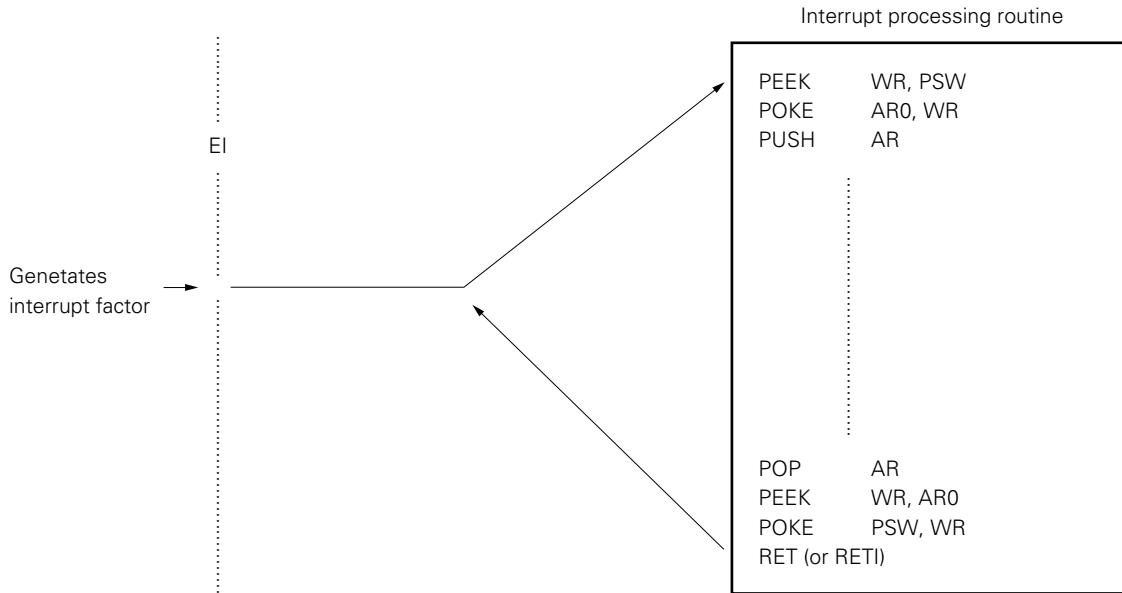 Interrupt processing routine
PEEK WR, PSW
POKE AR0, WR
PUSH AR
EI
Genetates
interrupt factor
POP AR
PEEK WR, AR0
POKE PSW, WR
RET (or RETI)